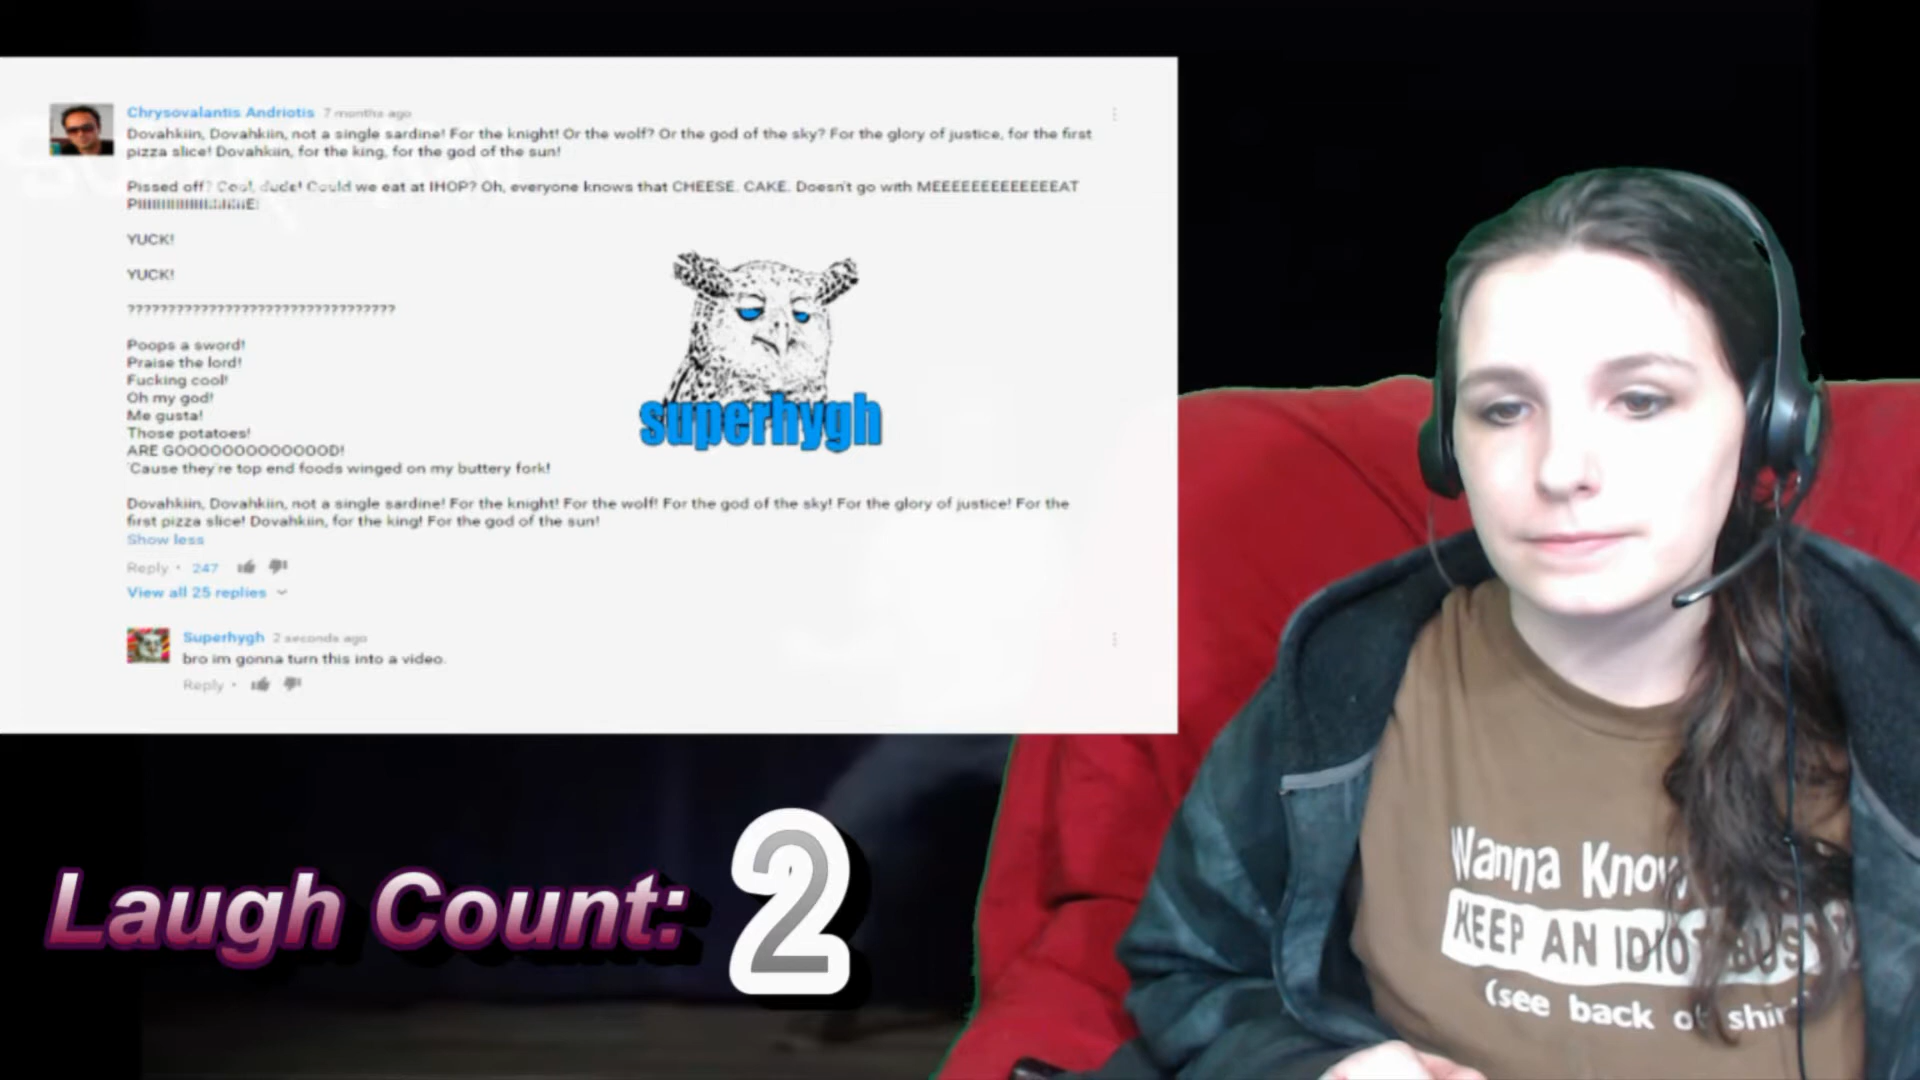 Chrysovalantis Andriotis 7 months ago
Dovahkiin, Dovahkiin, not a single sardine! For the knight! Or the wolf? Or the god of the sky? For the glory of justice, for the first
pizza slice! Dovahkiin, for the king, for the god of the sun!
Pissed off? Cool, dude! Could we eat at IHOP? Oh, everyone knows that CHEESE. CAKE. Doesn't go with MEEEEEEEEEEEEEEAT
YUCK!
YUCK!
?????????????????????????????????
Poops a sword!
Praise the lord!
Fucking cool!
Oh my god!
Me gusta!
Those potatoes!
ARE GOOOOOOOOOOOOOD!
'Cause they're top end foods winged on my buttery fork!
Dovahkiin, Dovahkiin, not a single sardine! For the knight! For the wolf! For the god of the sky! For the glory of justice! For the
first pizza slice! Dovahkiin, for the king! For the god of the sun!
Show less
Reply • 247
View all 25 replies
Superhygh 2 seconds ago
bro im gonna turn this into a video.
Reply •
superhygh
Laugh Count: 2
Wanna Know
KEEP AN IDIOT BUSY
(see back of shirt